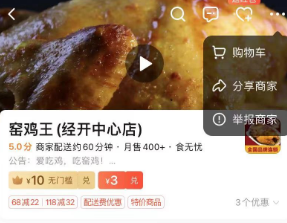 购物车
分享商家
举报商家
窑鸡王(经开中心店)
5.0分 商家配送约60分钟·月售400+·食无忧
公告：爱吃鸡，吃窑鸡！...
¥10 无门槛 兑 ¥3 兑
68减32 118减32 配送费优惠 特价商品 3个优惠